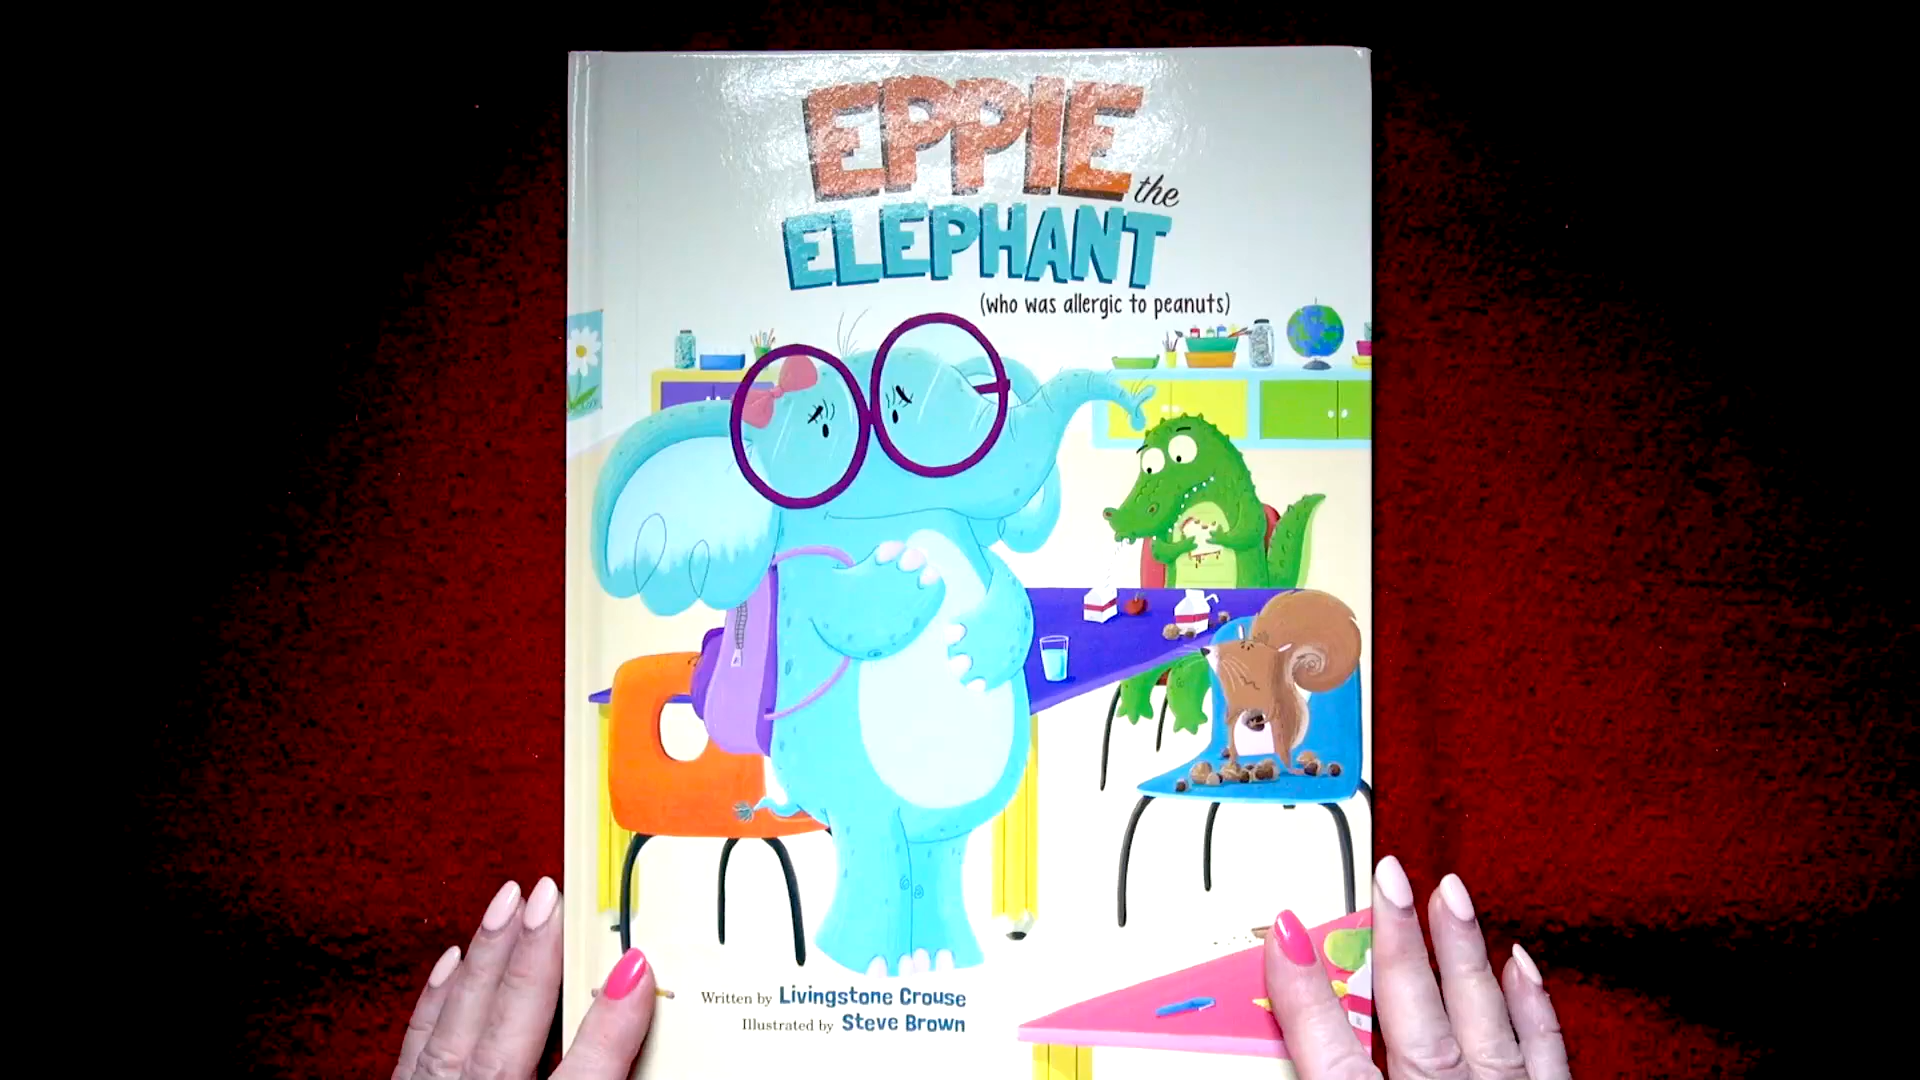 EPPIE the
ELEPHANT
(who was allergic to peanuts)
Written by Livingstone Crouse
Illustrated by Steve Brown